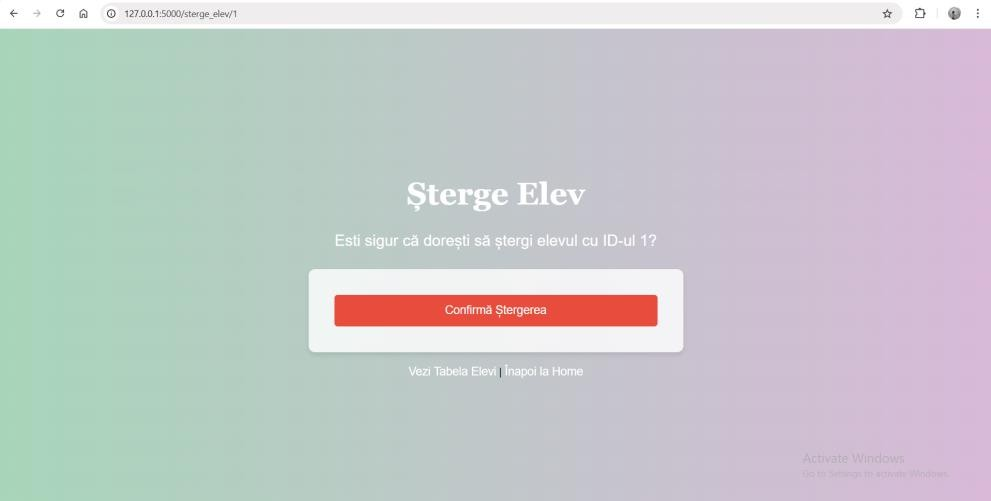 127.0.0.1:5000/sterge_elev/1
Șterge Elev
Esti sigur că dorești să ștergi elevul cu ID-ul 1?
Confirmă Ștergerea
Vezi Tabela Elevi | Înapoi la Home
Activate Windows
Go to Settings to activate Windows.